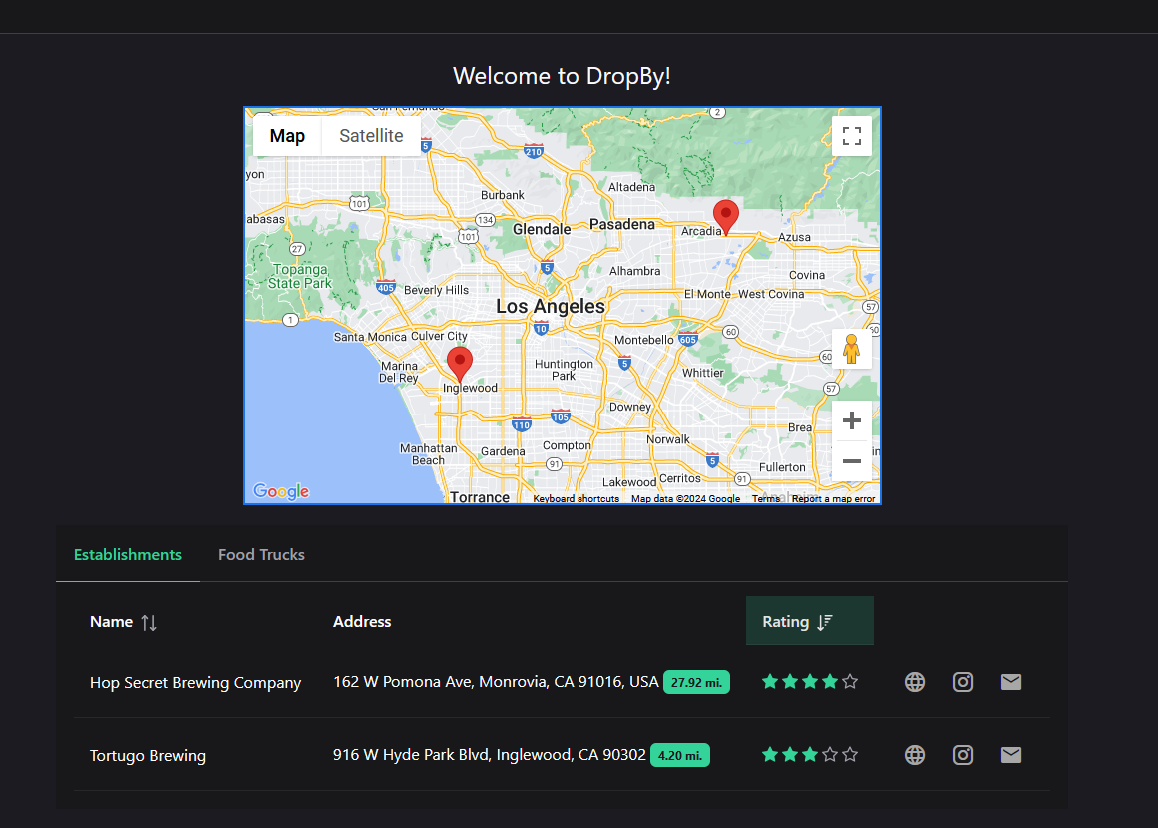 Welcome to DropBy!
Map Satellite
5
210
2
yon
Burbank
Altadena
101
134
101
abasas
Glendale
Pasadena
Arcadia
Azusa
27
Topanga
State Park
5
Alhambra
Covina
405
Beverly Hills
El Monte
West Covina
Los Angeles
57
1
10
60
60
Santa Monica
Culver City
Montebello
605
Marina
Del Rey
Huntington
Park
5
60
Whittier
Inglewood
57
Downey
110
105
Brea
Manhattan
Beach
Gardena
Compton
Norwalk
91
5
Fullerton
Lakewood
Cerritos
91
Torrance
Anaheim
Google
Keyboard shortcuts Map data ©2024 Google Terms Report a map error
Establishments Food Trucks
Name Address Rating
Hop Secret Brewing Company 162 W Pomona Ave, Monrovia, CA 91016, USA 27.92 mi.
Tortugo Brewing 916 W Hyde Park Blvd, Inglewood, CA 90302 4.20 mi.